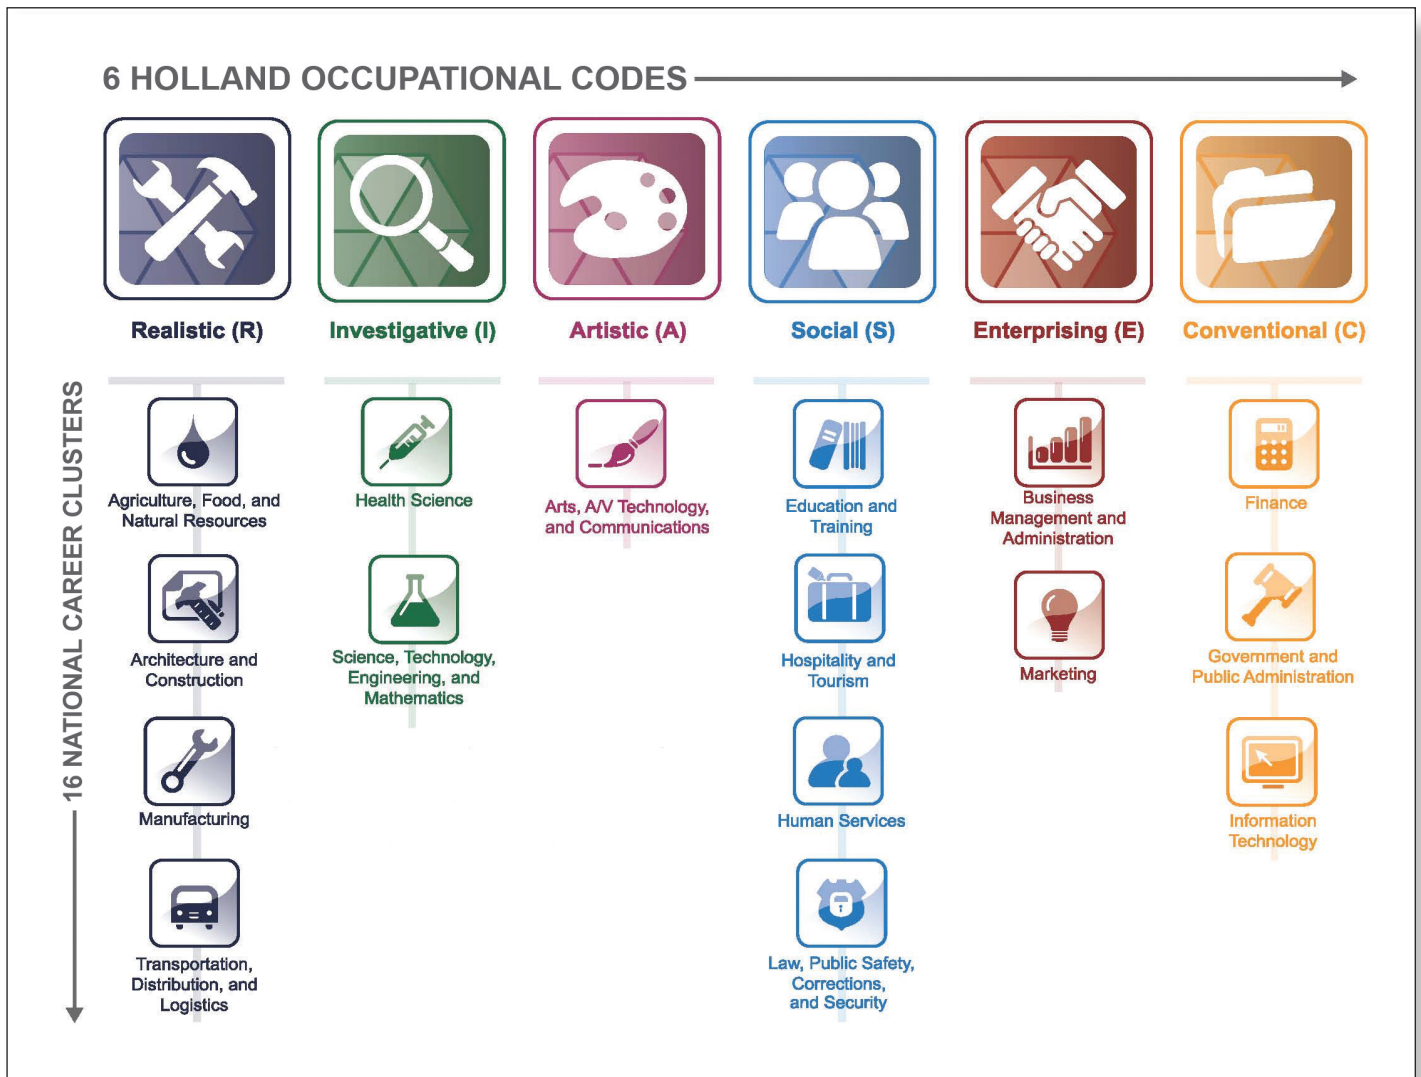 6 HOLLAND OCCUPATIONAL CODES
Realistic (R)
Investigative (I)
Artistic (A)
Social (S)
Enterprising (E)
Conventional (C)
16 NATIONAL CAREER CLUSTERS
Agriculture, Food, and
Natural Resources
Architecture and
Construction
Manufacturing
Transportation,
Distribution, and
Logistics
Health Science
Science, Technology,
Engineering, and
Mathematics
Arts, A/V Technology,
and Communications
Education and
Training
Hospitality and
Tourism
Human Services
Law, Public Safety,
Corrections,
and Security
Business
Management and
Administration
Marketing
Finance
Government and
Public Administration
Information
Technology